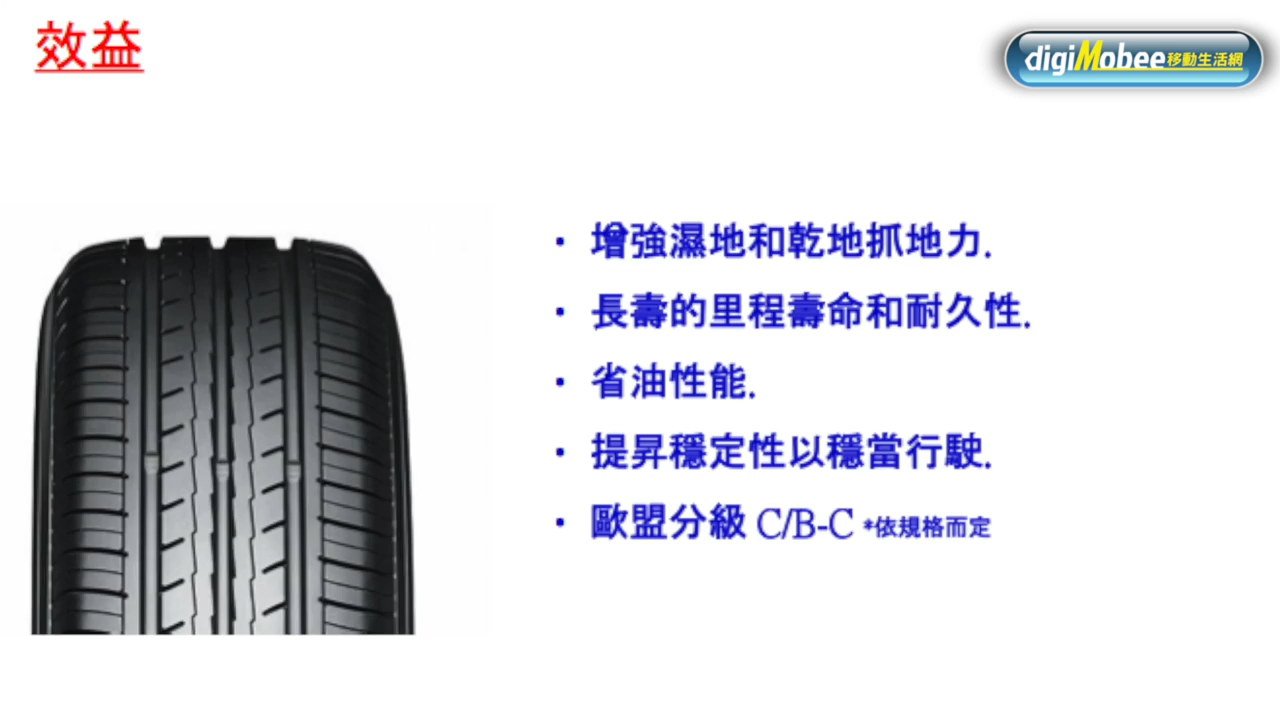 效益
digiMobee移動生活網
• 增強濕地和乾地抓地力.
• 長壽的里程壽命和耐久性.
• 省油性能.
• 提昇穩定性以穩當行駛.
• 歐盟分級 C/B-C *依規格而定